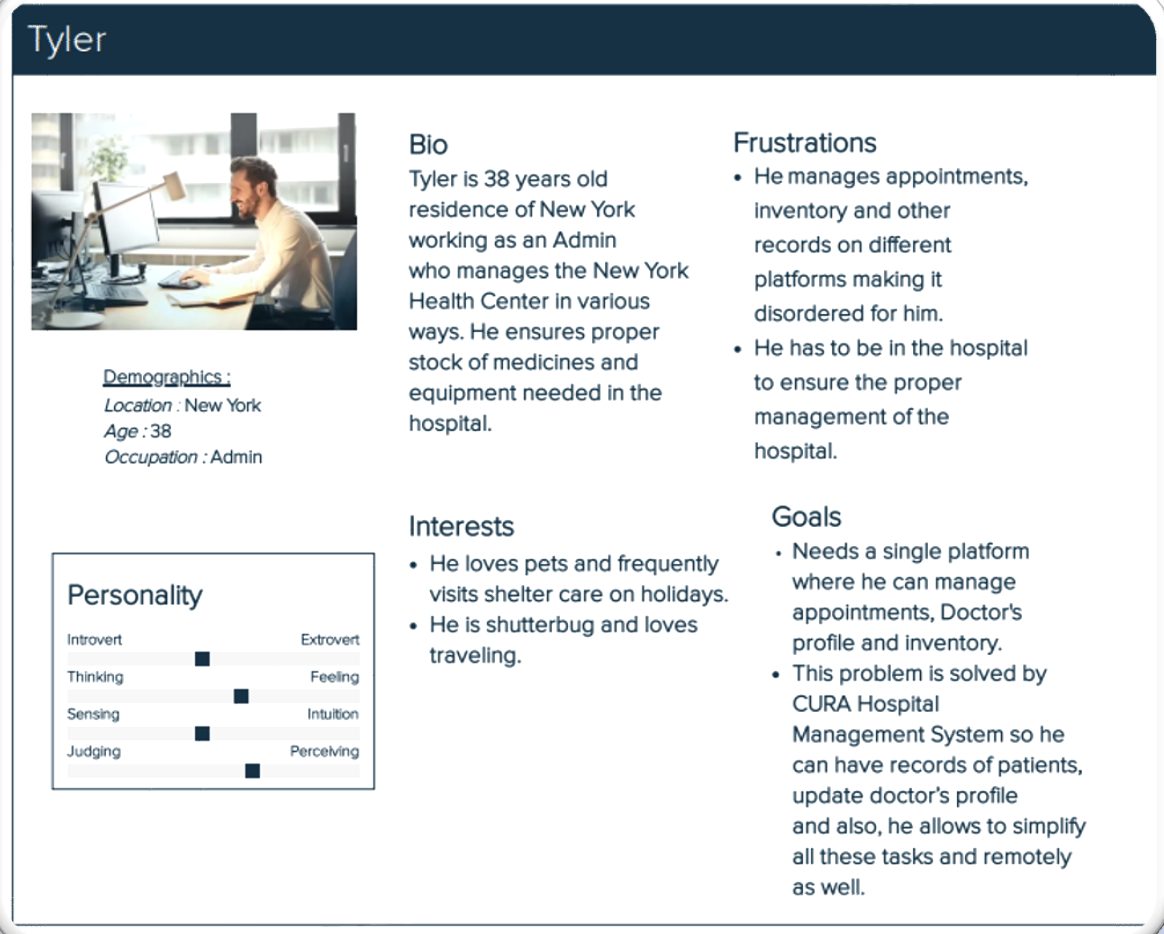 Tyler
Demographics :
Location : New York
Age : 38
Occupation : Admin
Personality
Introvert Extrovert
Thinking Feeling
Sensing Intuition
Judging Perceiving
Bio
Tyler is 38 years old
residence of New York
working as an Admin
who manages the New York
Health Center in various
ways. He ensures proper
stock of medicines and
equipment needed in the
hospital.
Interests
• He loves pets and frequently
visits shelter care on holidays.
• He is shutterbug and loves
traveling.
Frustrations
• He manages appointments,
inventory and other
records on different
platforms making it
disordered for him.
• He has to be in the hospital
to ensure the proper
management of the
hospital.
Goals
• Needs a single platform
where he can manage
appointments, Doctor's
profile and inventory.
• This problem is solved by
CURA Hospital
Management System so he
can have records of patients,
update doctor's profile
and also, he allows to simplify
all these tasks and remotely
as well.